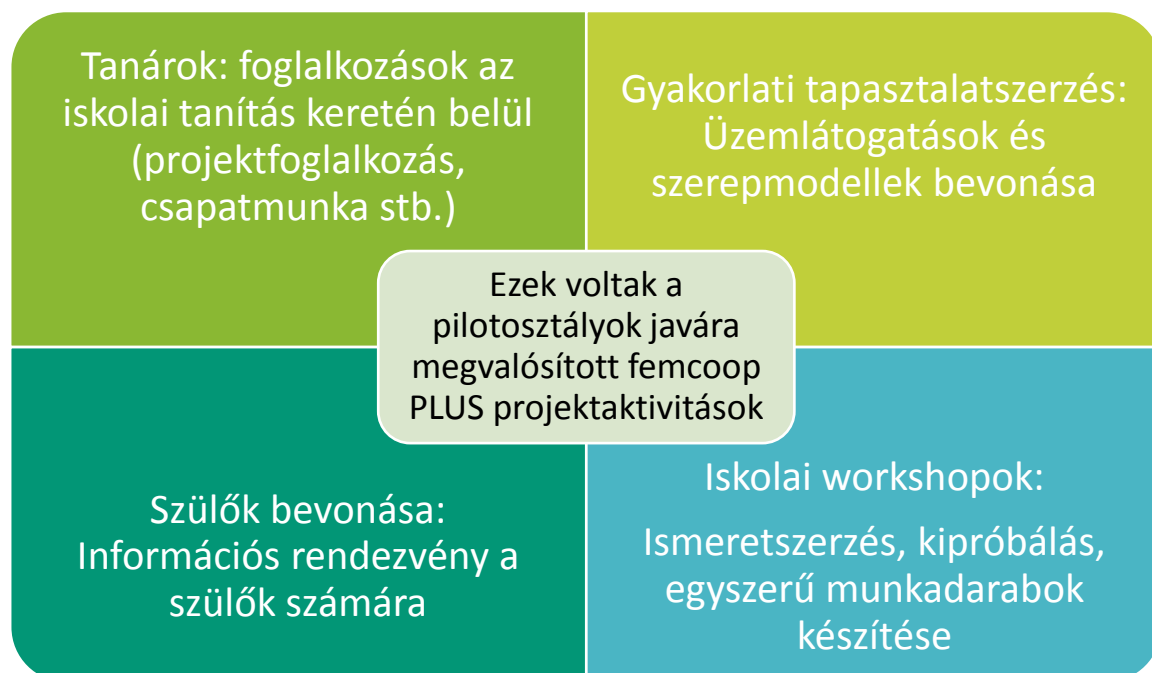 Tanárok: foglalkozások az
iskolai tanítás keretén belül
(projektfoglalkozás,
csapatmunka stb.)
Gyakorlati tapasztalatszerzés:
Üzemlátogatások és
szerepmodellek bevonása
Ezek voltak a
pilotosztályok javára
megvalósított femcoop
PLUS projektaktivitások
Szülők bevonása:
Információs rendezvény a
szülők számára
Iskolai workshopok:
Ismeretszerzés, kipróbálás,
egyszerű munkadarabok
készítése